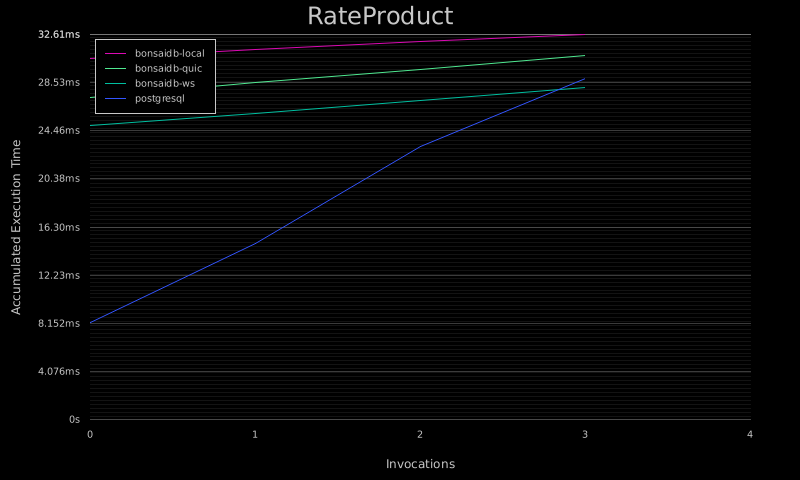 RateProduct
32.61ms
28.53ms
24.46ms
20.38ms
16.30ms
12.23ms
8.152ms
4.076ms
0s
bonsaidb-local
bonsaidb-quic
bonsaidb-ws
postgresql
Accumulated Execution Time
0 1 2 3 4
Invocations